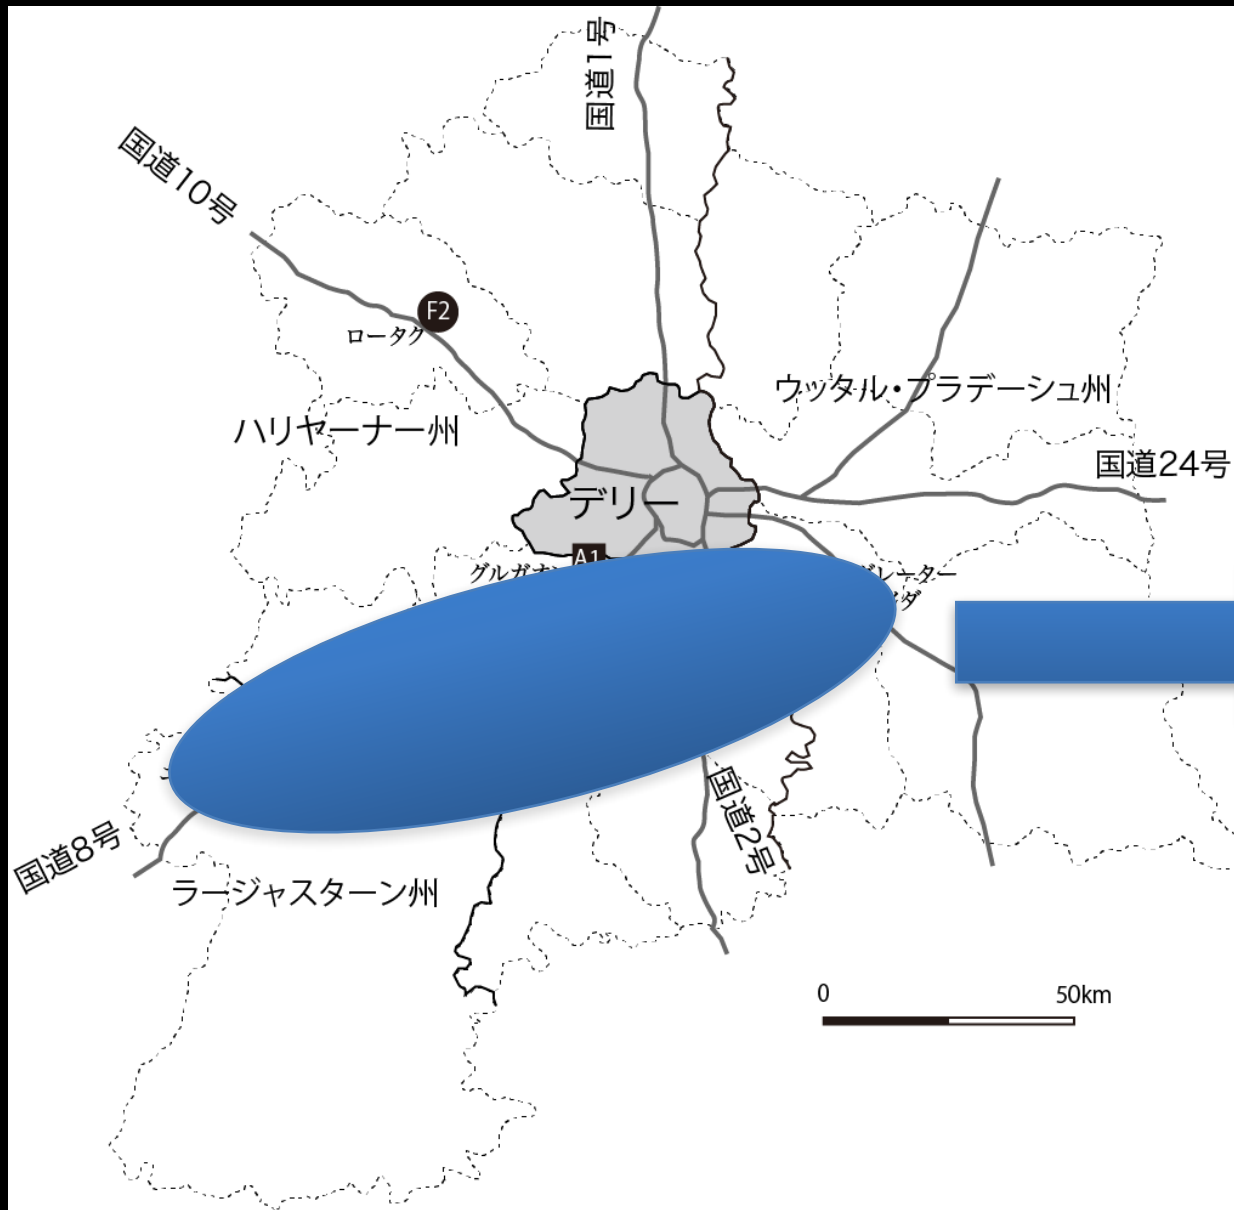 国道1号
国道10号
F2
ロータク
ウッタル・プラデーシュ州
ハリヤーナー州
国道24号
デリー
A1
国道2号
国道8号
ラージャスターン州
0 50km